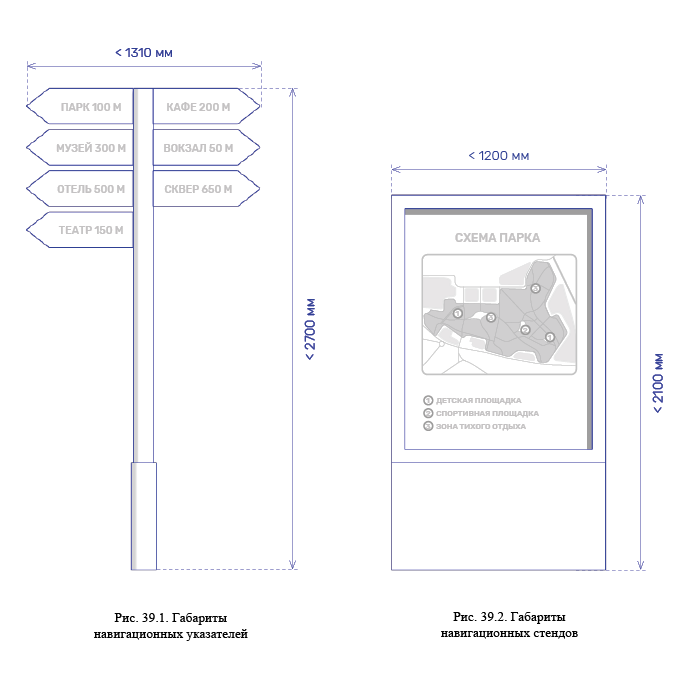 < 1310 мм
ПАРК 100 М
КАФЕ 200 М
МУЗЕЙ 300 М
ВОКЗАЛ 50 М
ОТЕЛЬ 500 М
СКВЕР 650 М
ТЕАТР 150 М
< 2700 мм
Рис. 39.1. Габариты
навигационных указателей
< 1200 мм
СХЕМА ПАРКА
3
1
3
2
1
1 ДЕТСКАЯ ПЛОЩАДКА
2 СПОРТИВНАЯ ПЛОЩАДКА
3 ЗОНА ТИХОГО ОТДЫХА
< 2100 мм
Рис. 39.2. Габариты
навигационных стендов